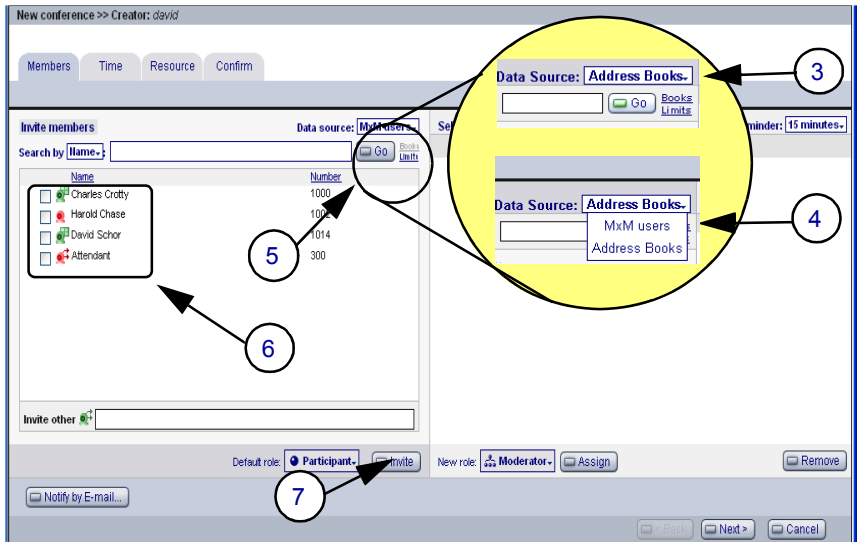 New conference >> Creator: david
Members Time Resource Confirm
Data Source: Address Books
3
Go Books
Limits
Invite members Data source: MxM users
minder: 15 minutes
Search by Name : Go Books
Limits
Name Number
Charles Crotty 1000
Harold Chase 1002
David Schor 1014
Attendant 300
Data Source: Address Books
4
MxM users
Address Books
5
6
Invite other
Default role: Participant Invite New role: Moderator Assign Remove
7
Notify by E-mail...
< Back Next > Cancel